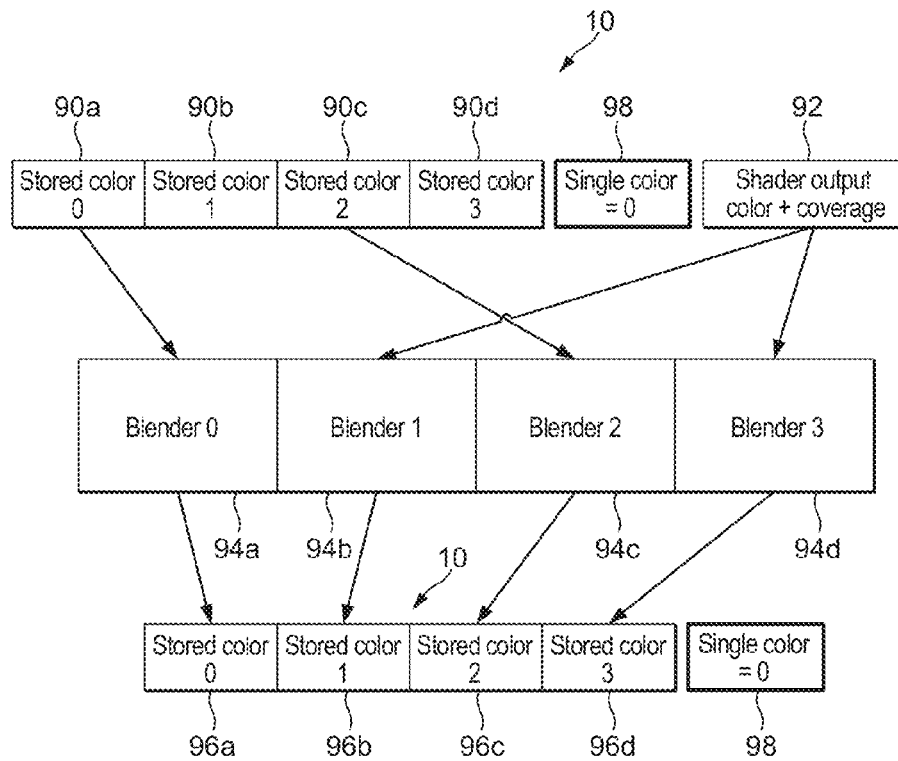 10
90a
90b
90c
90d
98
92
Stored color
0
Stored color
1
Stored color
2
Stored color
3
Single color
= 0
Shader output
color + coverage
Blender 0
Blender 1
Blender 2
Blender 3
94a
94b
10
94c
94d
Stored color
0
Stored color
1
Stored color
2
Stored color
3
Single color
= 0
96a
96b
96c
96d
98